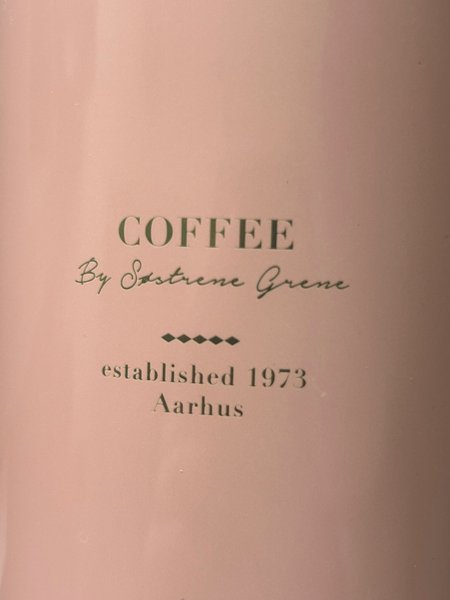 COFFEE
By Søstrene Grene
established 1973
Aarhus